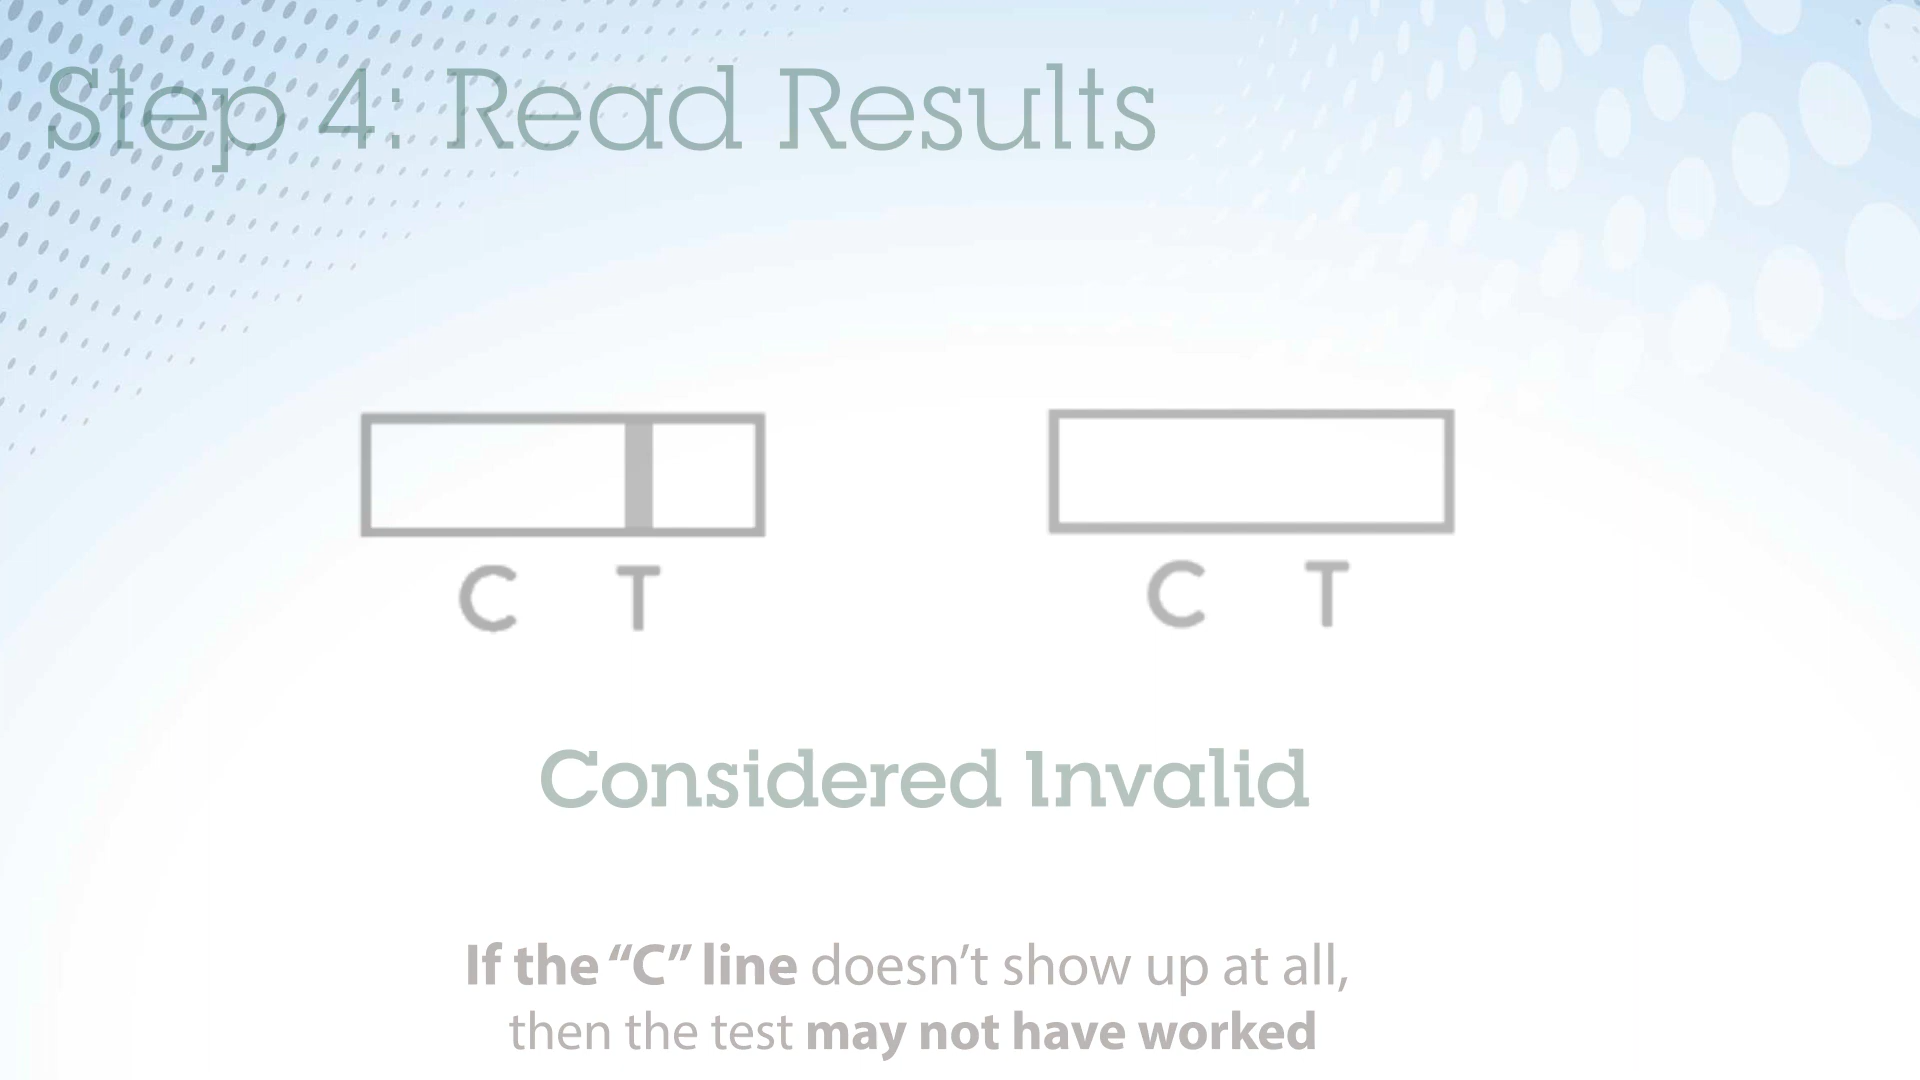 Step 4: Read Results
C T
C T
Considered Invalid
If the “C” line doesn’t show up at all,
then the test may not have worked